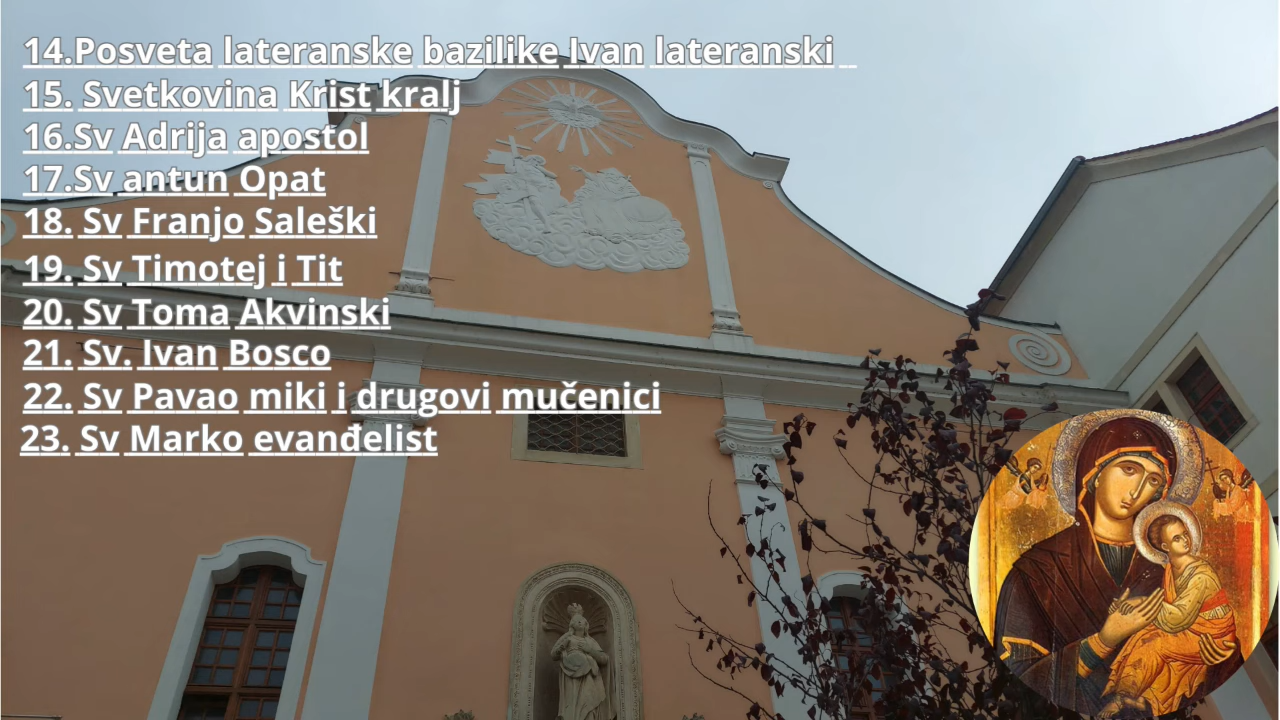 14.Posveta lateranske bazilike Ivan lateranski
15. Svetkovina Krist kralj
16.Sv Adrija apostol
17.Sv antun Opat
18. Sv Franjo Saleški
19. Sv Timotej i Tit
20. Sv Toma Akvinski
21. Sv. Ivan Bosco
22. Sv Pavao miki i drugovi mučenici
23. Sv Marko evanđelist